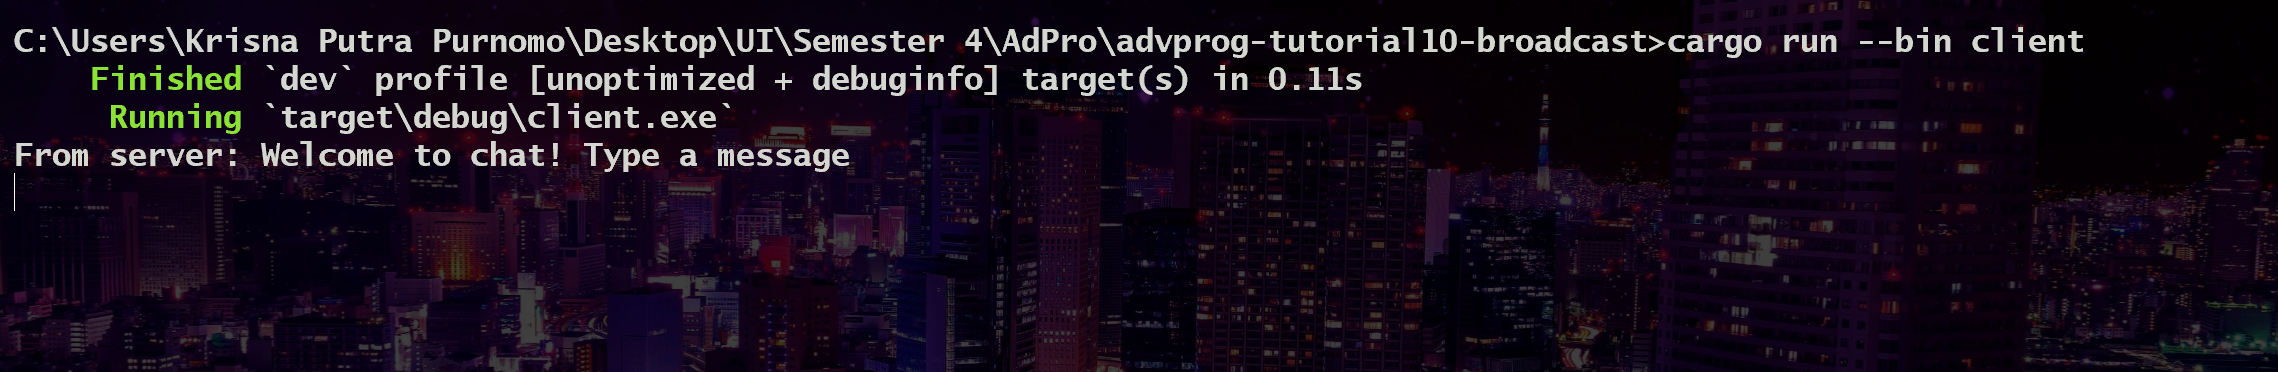 C:\Users\Krisna Putra Purnomo\Desktop\UI\Semester 4\AdPro\advprog-tutorial10-broadcast>cargo run --bin client
Finished `dev` profile [unoptimized + debuginfo] target(s) in 0.11s
Running `target\debug\client.exe`
From server: Welcome to chat! Type a message